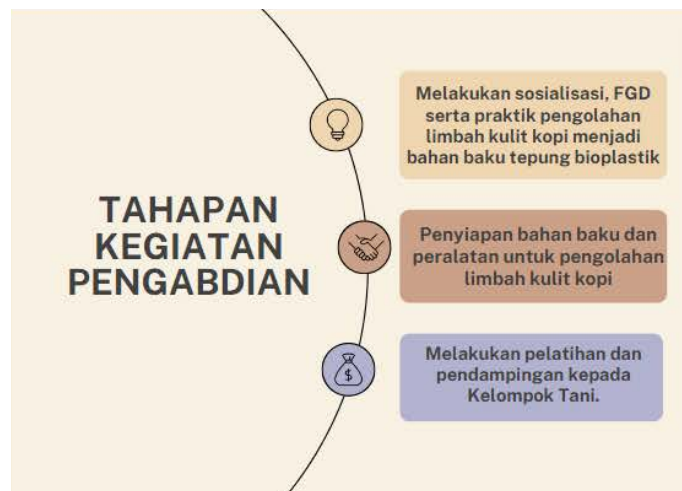 TAHAPAN
KEGIATAN
PENGABDIAN
Melakukan sosialisasi, FGD
serta praktik pengolahan
limbah kulit kopi menjadi
bahan baku tepung bioplastik
Penyiapan bahan baku dan
peralatan untuk pengolahan
limbah kulit kopi
$
Melakukan pelatihan dan
pendampingan kepada
Kelompok Tani.